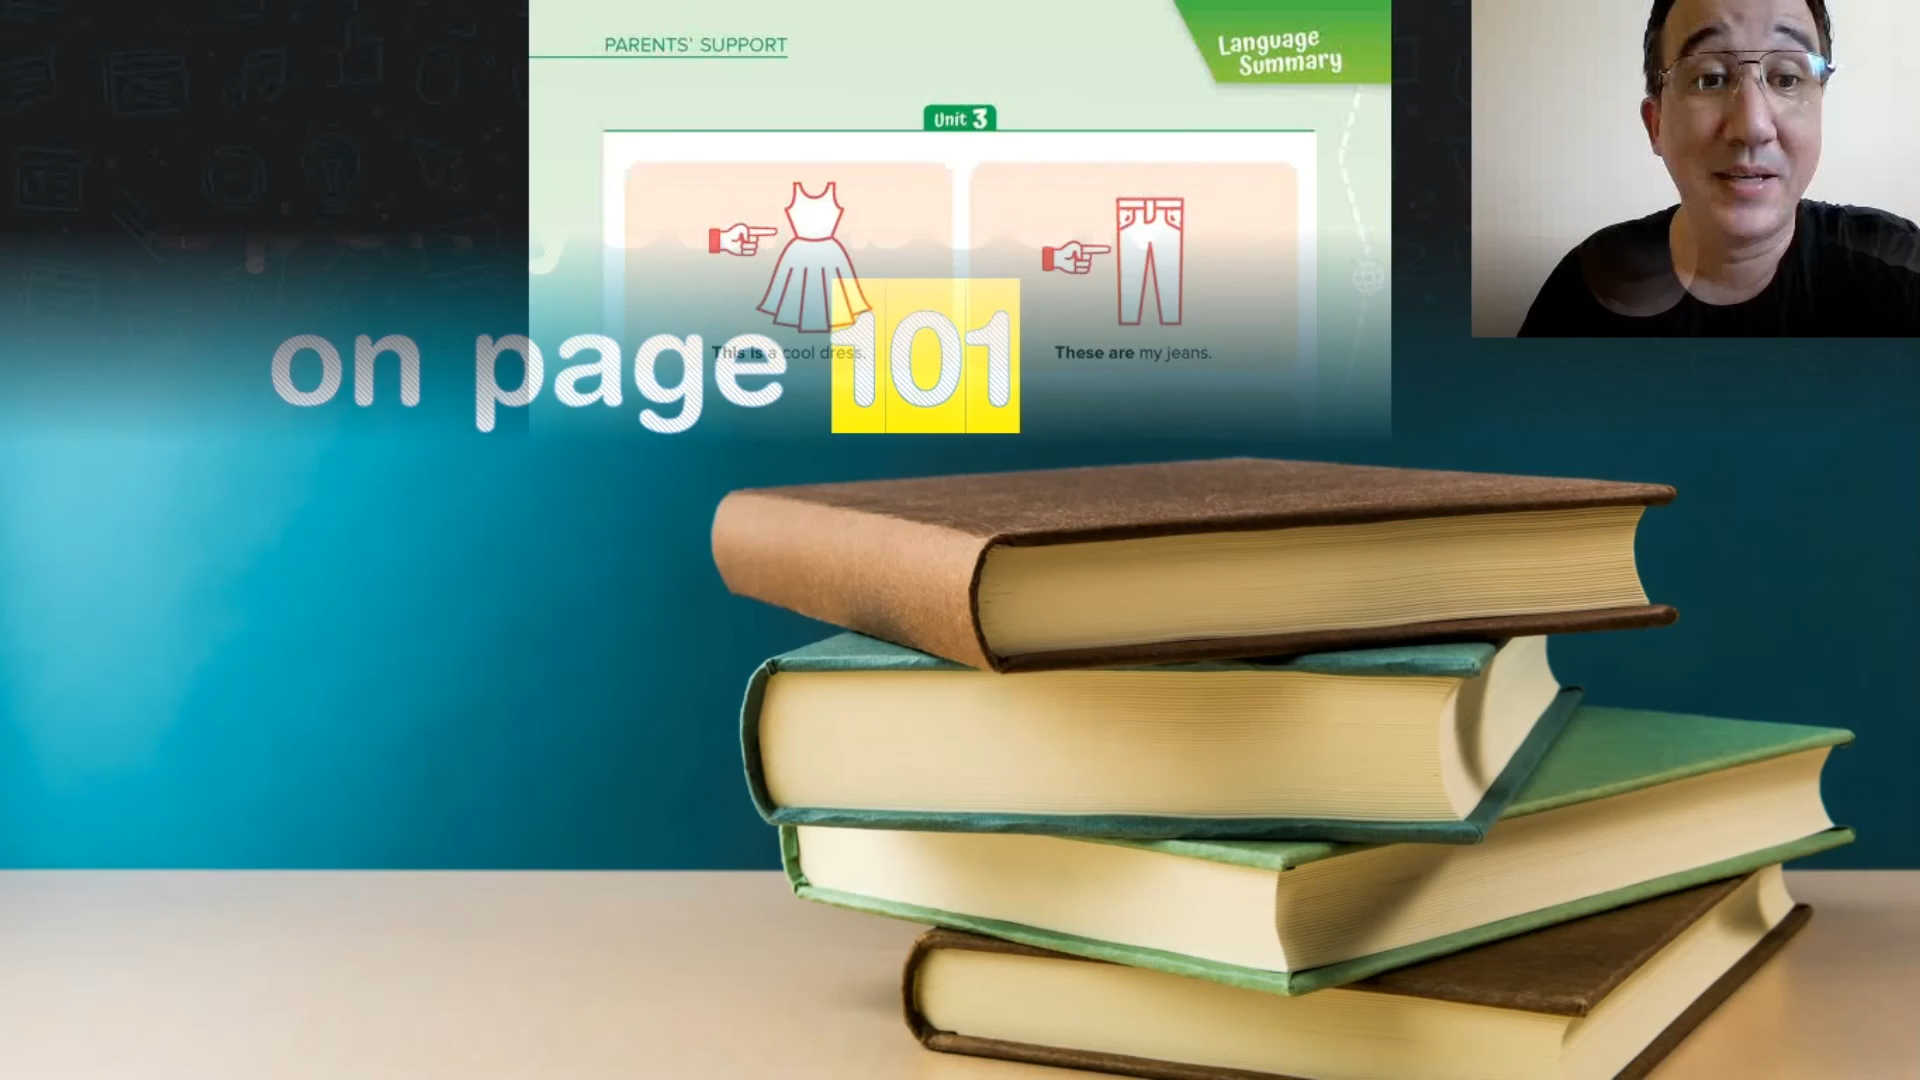 PARENTS' SUPPORT
Language
Summary
Unit 3
This is a cool dress.
These are my jeans.
on page 101